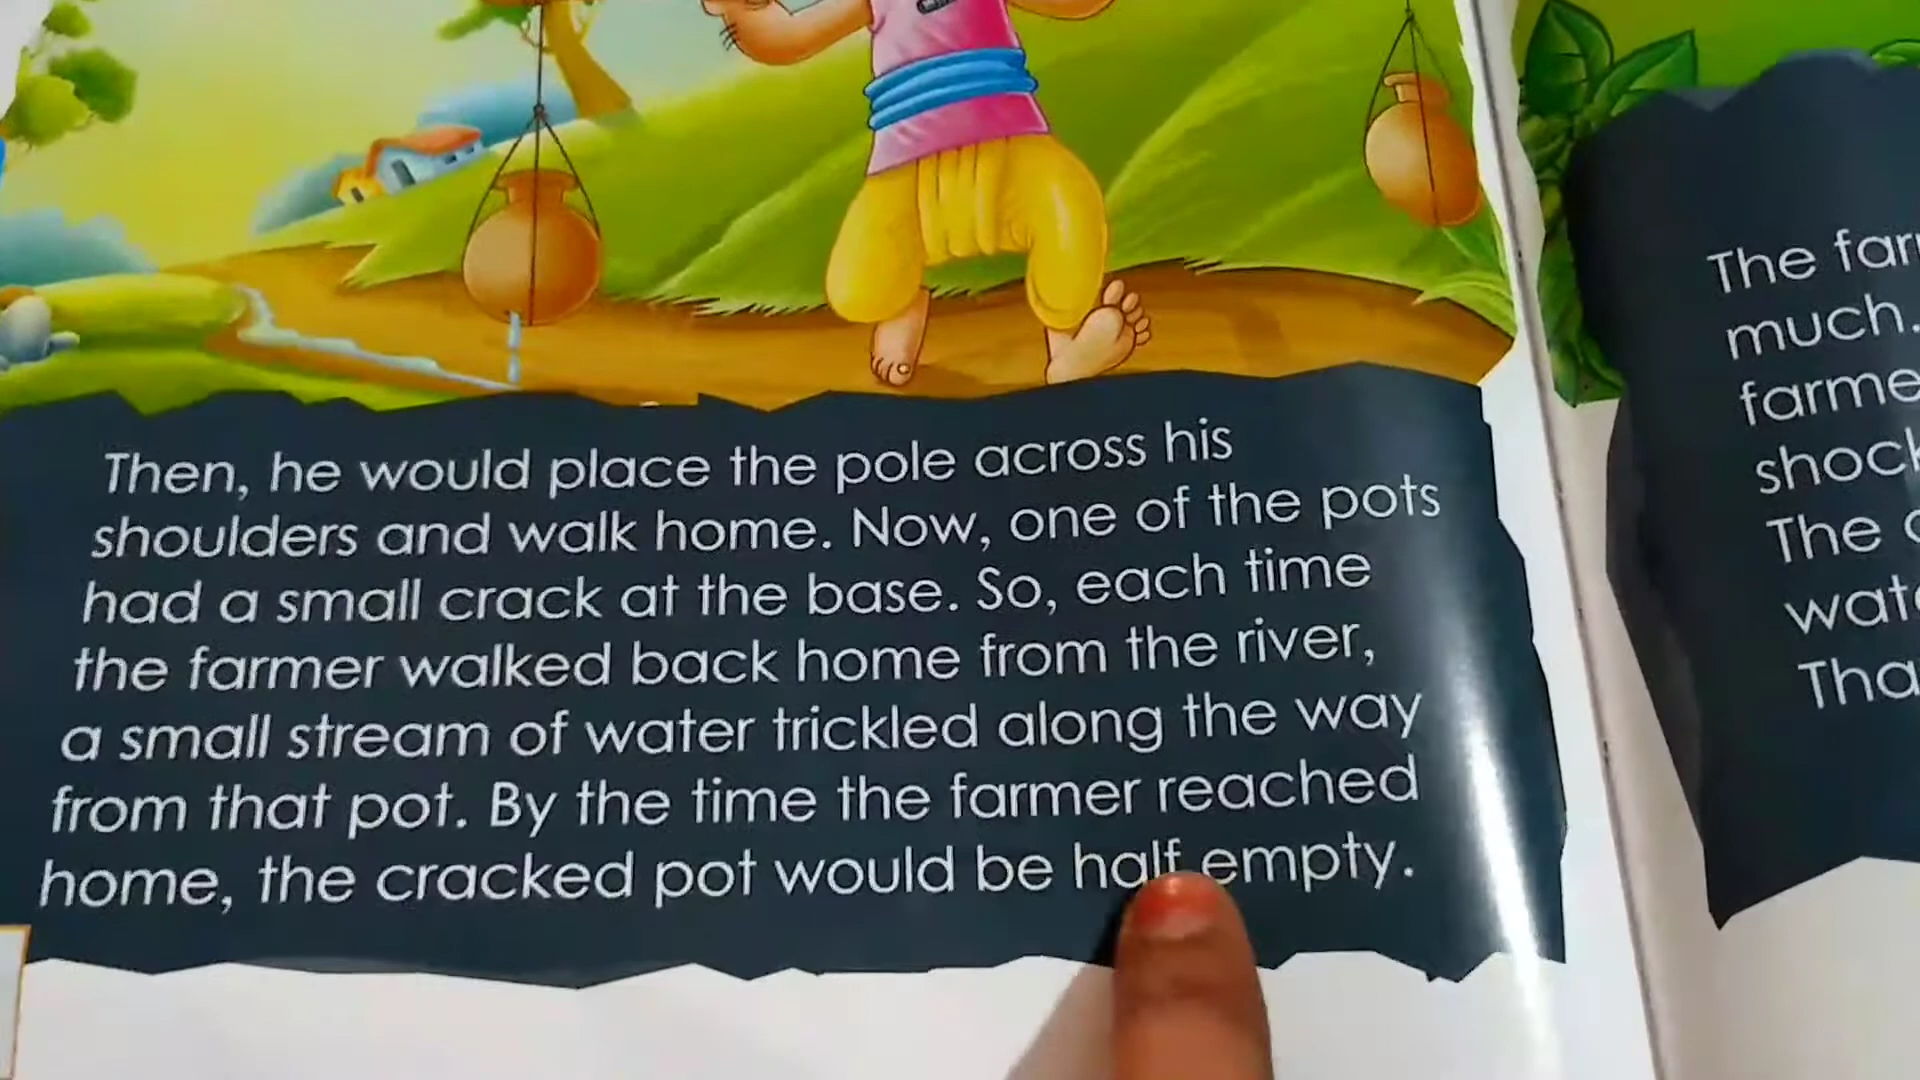 Then, he would place the pole across his
shoulders and walk home. Now, one of the pots
had a small crack at the base. So, each time
the farmer walked back home from the river,
a small stream of water trickled along the way
from that pot. By the time the farmer reached
home, the cracked pot would be half empty.
The
much.
The